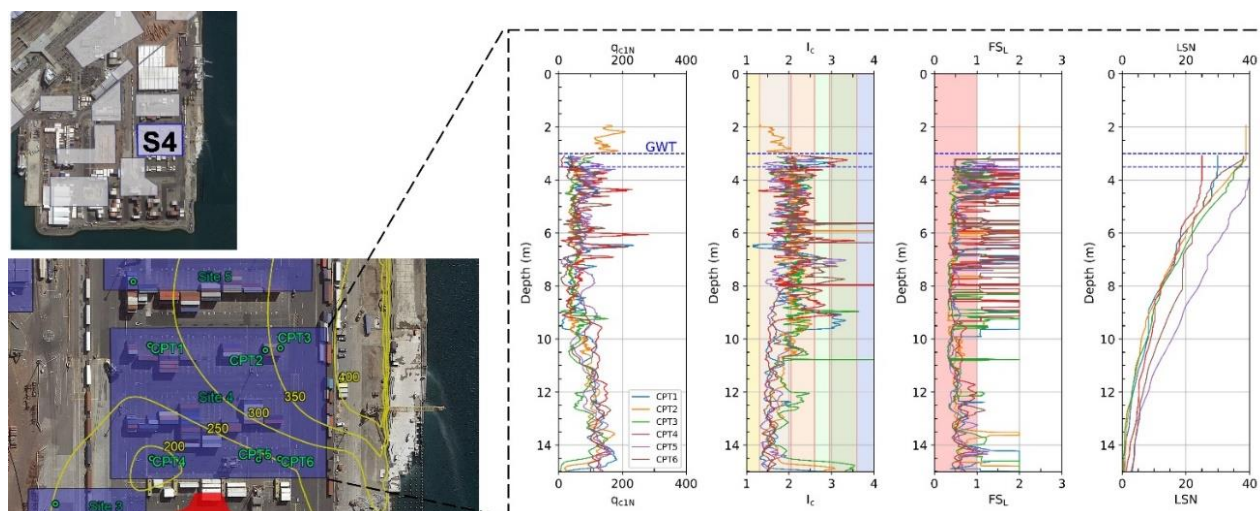 S4
Site 5
CPT1
CPT2
CPT3
400
350
Site 4
300
250
200
CPT4
CPT5
CPT6
Site 3
q_c1N
0 200 400
0
2
4
6
8
10
12
14
Depth (m)
GWT
CPT1
CPT2
CPT3
CPT4
CPT5
CPT6
0 200 400
q_c1N
I_c
1 2 3 4
0
2
4
6
8
10
12
14
Depth (m)
1 2 3 4
I_c
FS_L
0 1 2 3
0
2
4
6
8
10
12
14
Depth (m)
0 1 2 3
FS_L
LSN
0 20 40
0
2
4
6
8
10
12
14
Depth (m)
0 20 40
LSN